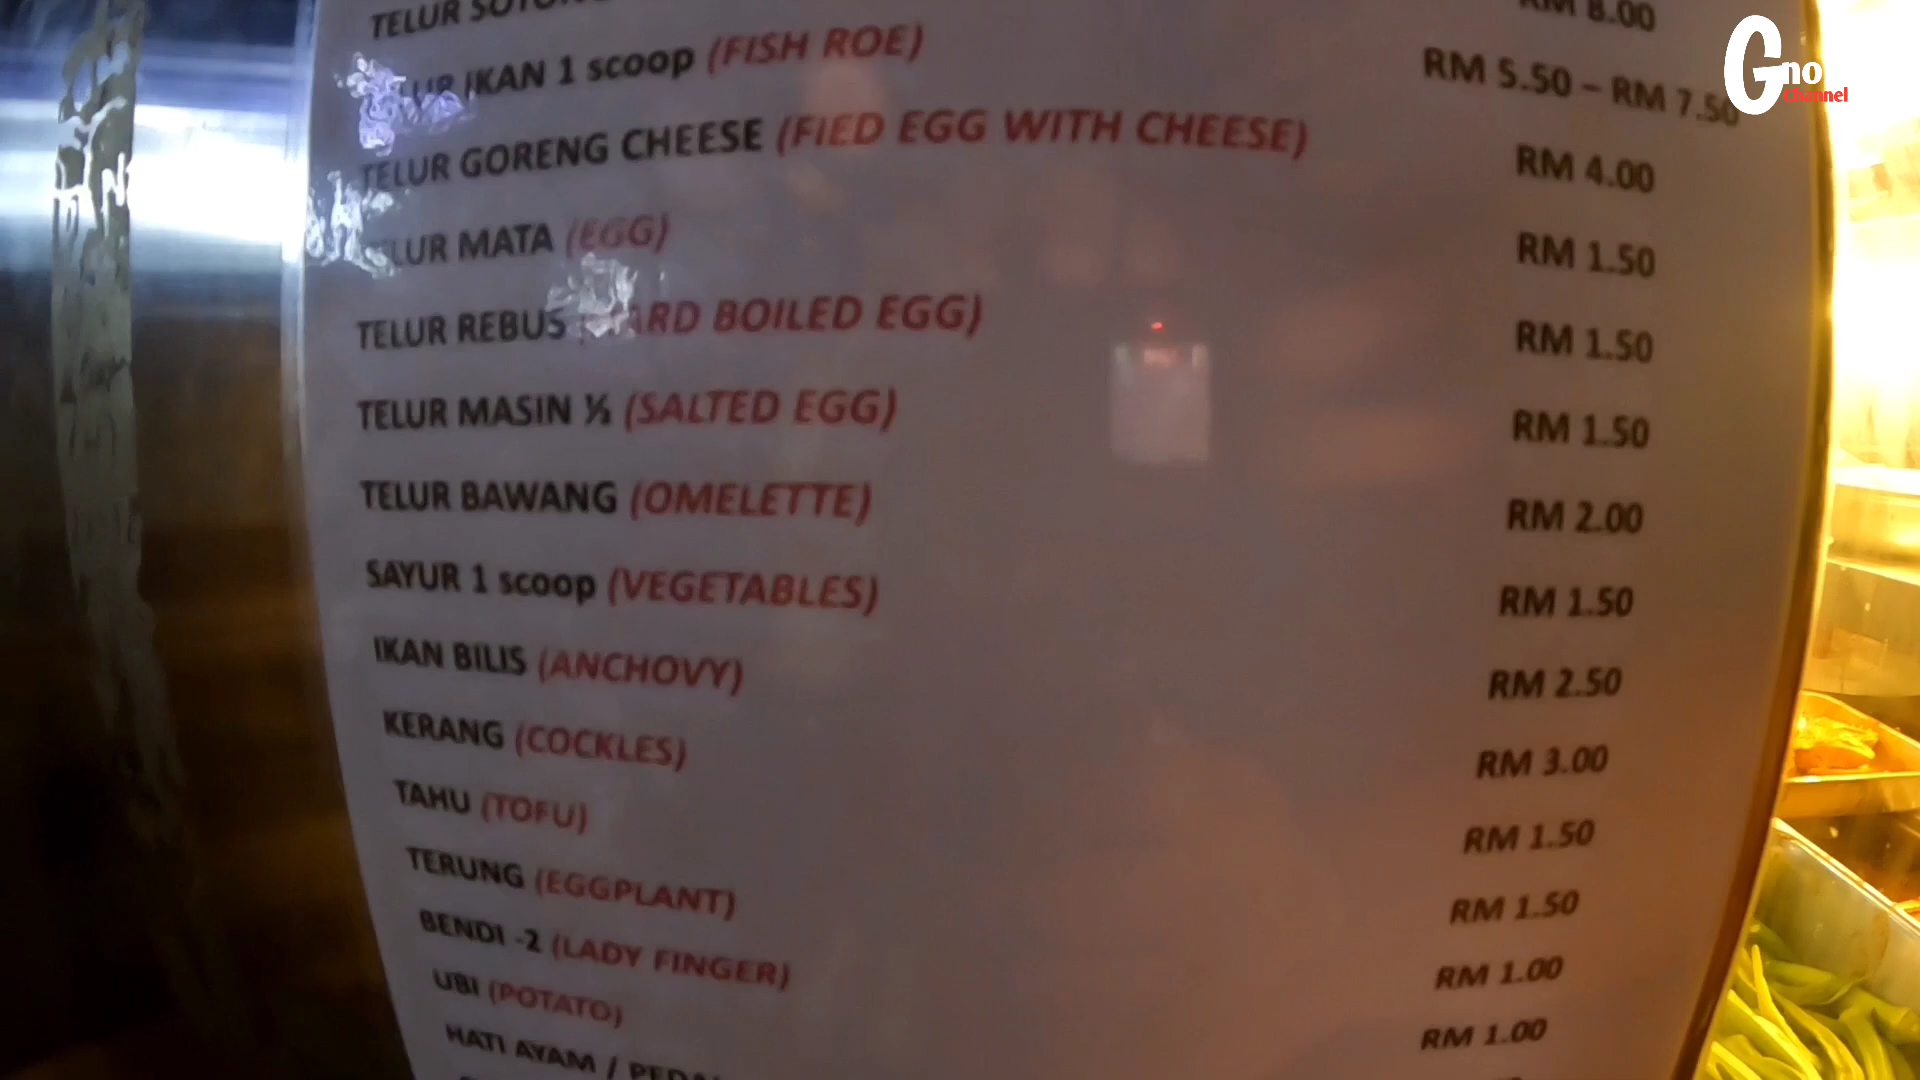 TELUR
RM 8.00
IKAN 1 scoop (FISH ROE)
RM 5.50 – RM 7.50
TELUR GORENG CHEESE (FIED EGG WITH CHEESE)
RM 4.00
MATA (EGG)
RM 1.50
TELUR REBUS BOILED EGG)
RM 1.50
TELUR MASIN ½ (SALTED EGG)
RM 1.50
TELUR BAWANG (OMELETTE)
RM 2.00
SAYUR 1 scoop (VEGETABLES)
RM 1.50
IKAN BILIS (ANCHOVY)
RM 2.50
KERANG (COCKLES)
RM 3.00
TAHU (TOFU)
RM 1.50
TERUNG (EGGPLANT)
RM 1.50
BENDI -2 (LADY FINGER)
RM 1.00
UBI (POTATO)
RM 1.00
HATI AYAM /
Gno
Channel